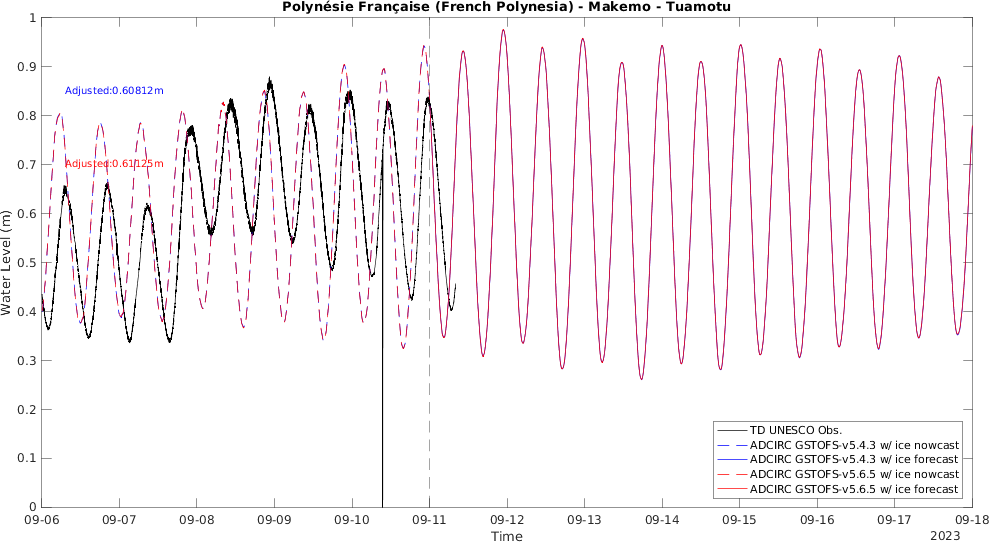 Polynésie Française (French Polynesia) - Makemo - Tuamotu
1
0.9
0.8
0.7
0.6
0.5
0.4
0.3
0.2
0.1
0
Water Level (m)
Adjusted:0.60812m
Adjusted:0.61125m
TD UNESCO Obs.
ADCIRC GSTOFS-v5.4.3 w/ ice nowcast
ADCIRC GSTOFS-v5.4.3 w/ ice forecast
ADCIRC GSTOFS-v5.6.5 w/ ice nowcast
ADCIRC GSTOFS-v5.6.5 w/ ice forecast
09-06 09-07 09-08 09-09 09-10 09-11 09-12 09-13 09-14 09-15 09-16 09-17 09-18
Time
2023